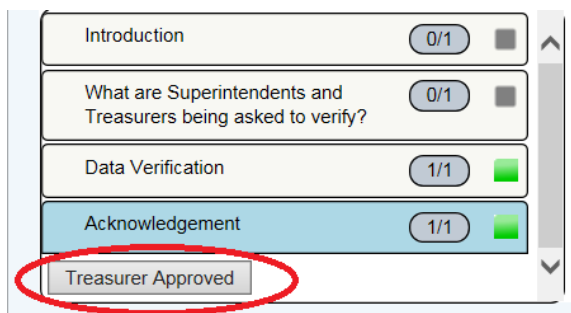 Introduction 0/1
What are Superintendents and 0/1
Treasurers being asked to verify?
Data Verification 1/1
Acknowledgement 1/1
Treasurer Approved